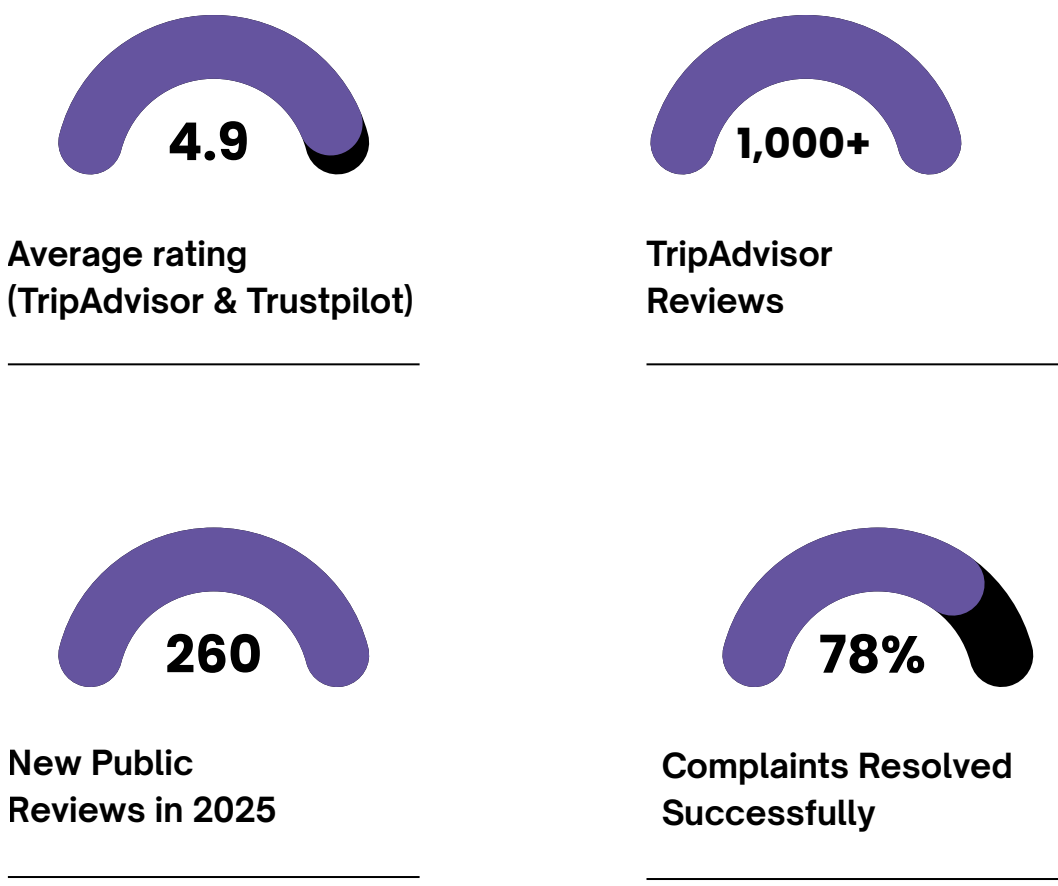 4.9
Average rating
(TripAdvisor & Trustpilot)
1,000+
TripAdvisor
Reviews
260
New Public
Reviews in 2025
78%
Complaints Resolved
Successfully